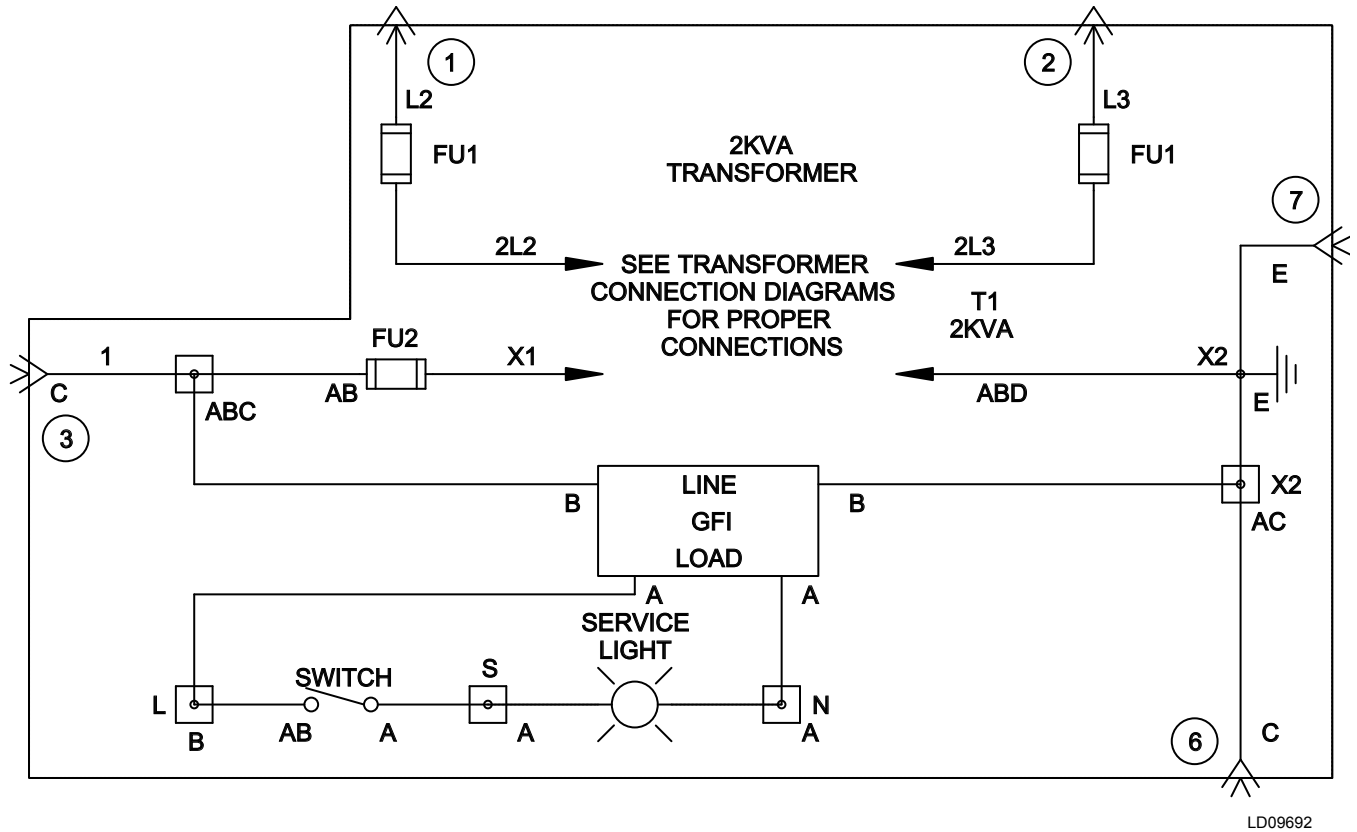 1
2
L2
L3
FU1
2KVA
TRANSFORMER
FU1
7
2L2
2L3
SEE TRANSFORMER
CONNECTION DIAGRAMS
FOR PROPER
CONNECTIONS
E
T1
2KVA
1
FU2
X1
X2
C
AB
ABD
ABC
E
3
LINE
GFI
LOAD
B
B
X2
AC
A
A
SERVICE
LIGHT
SWITCH
S
L
N
B
AB
A
A
A
6
C
LD09692